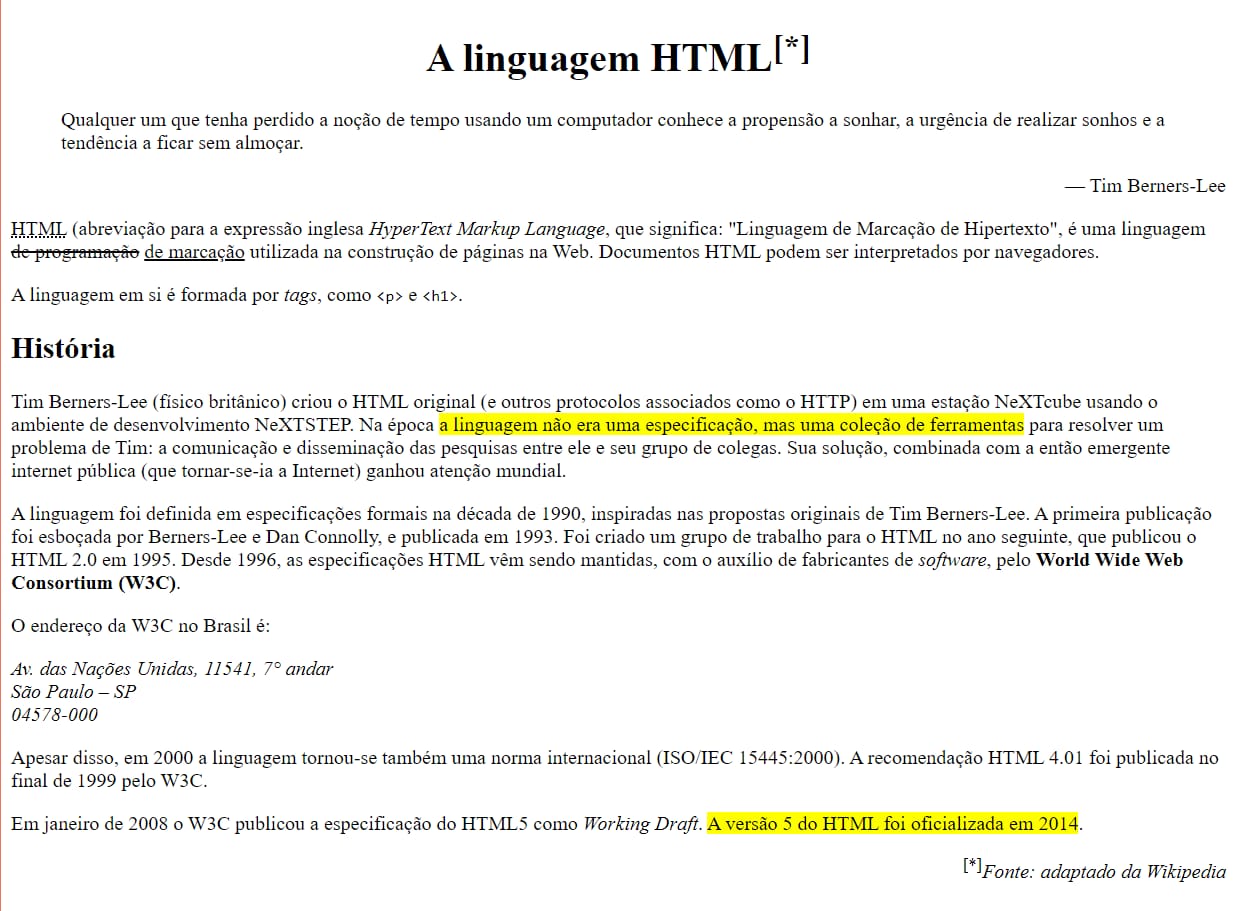 A linguagem HTML[*]
Qualquer um que tenha perdido a noção de tempo usando um computador conhece a propensão a sonhar, a urgência de realizar sonhos e a
tendência a ficar sem almoçar.
— Tim Berners-Lee
HTML (abreviação para a expressão inglesa HyperText Markup Language, que significa: "Linguagem de Marcação de Hipertexto", é uma linguagem
de programação de marcação utilizada na construção de páginas na Web. Documentos HTML podem ser interpretados por navegadores.
A linguagem em si é formada por tags, como <p> e <h1>.
História
Tim Berners-Lee (físico britânico) criou o HTML original (e outros protocolos associados como o HTTP) em uma estação NeXTcube usando o
ambiente de desenvolvimento NeXTSTEP. Na época a linguagem não era uma especificação, mas uma coleção de ferramentas para resolver um
problema de Tim: a comunicação e disseminação das pesquisas entre ele e seu grupo de colegas. Sua solução, combinada com a então emergente
internet pública (que tornar-se-ia a Internet) ganhou atenção mundial.
A linguagem foi definida em especificações formais na década de 1990, inspiradas nas propostas originais de Tim Berners-Lee. A primeira publicação
foi esboçada por Berners-Lee e Dan Connolly, e publicada em 1993. Foi criado um grupo de trabalho para o HTML no ano seguinte, que publicou o
HTML 2.0 em 1995. Desde 1996, as especificações HTML vêm sendo mantidas, com o auxílio de fabricantes de software, pelo World Wide Web
Consortium (W3C).
O endereço da W3C no Brasil é:
Av. das Nações Unidas, 11541, 7° andar
São Paulo – SP
04578-000
Apesar disso, em 2000 a linguagem tornou-se também uma norma internacional (ISO/IEC 15445:2000). A recomendação HTML 4.01 foi publicada no
final de 1999 pelo W3C.
Em janeiro de 2008 o W3C publicou a especificação do HTML5 como Working Draft. A versão 5 do HTML foi oficializada em 2014.
[*]Fonte: adaptado da Wikipedia